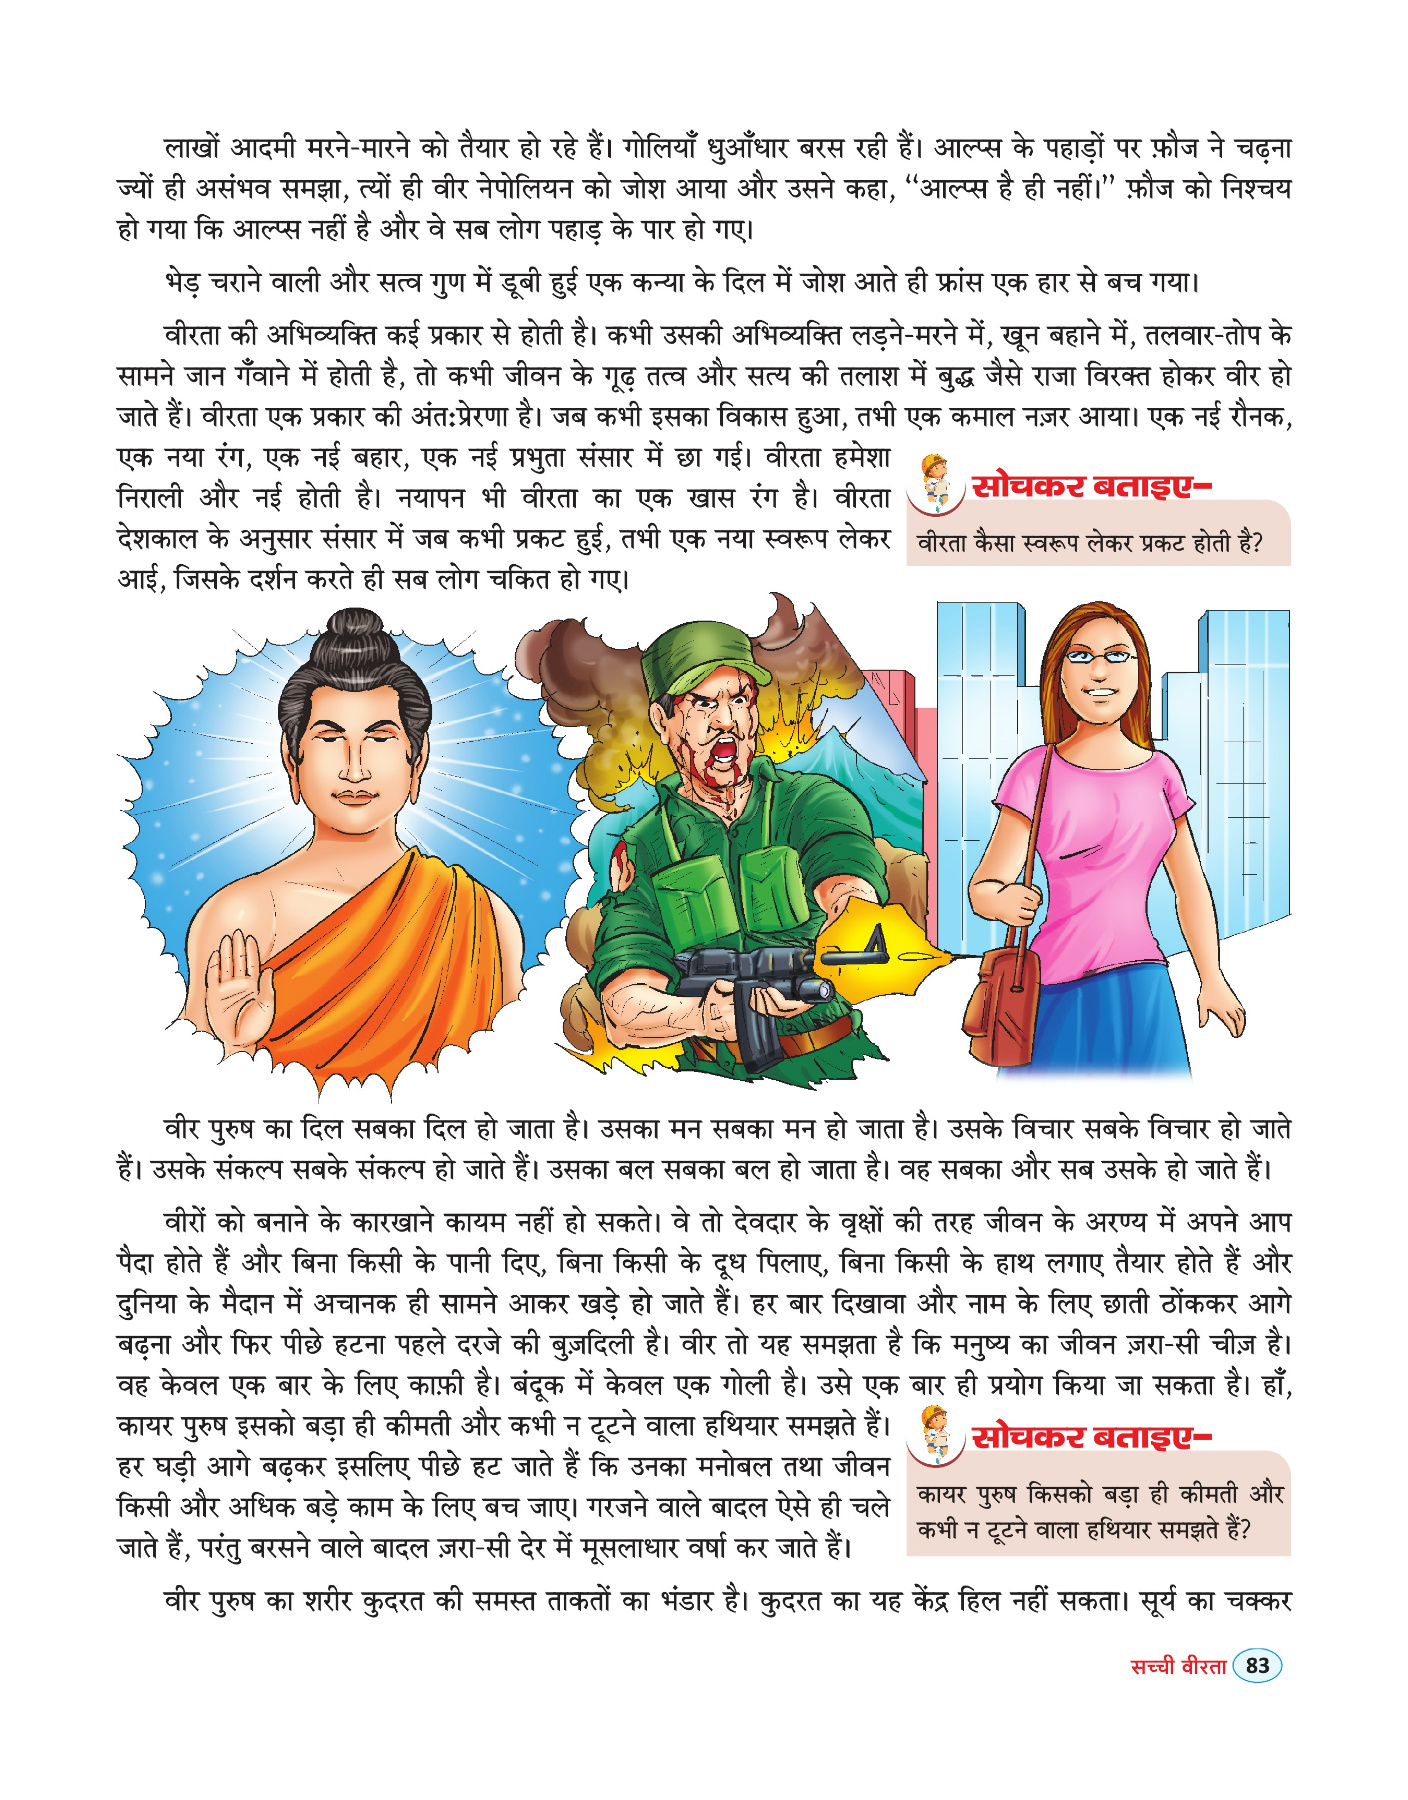 लाखों आदमी मरने-मारने को तैयार हो रहे हैं। गोलियाँ धुआँधार बरस रही हैं। आल्प्स के पहाड़ों पर फ़ौज ने चढ़ना
ज्यों ही असंभव समझा, त्यों ही वीर नेपोलियन को जोश आया और उसने कहा, “आल्प्स है ही नहीं।” फ़ौज को निश्चय
हो गया कि आल्प्स नहीं है और वे सब लोग पहाड़ के पार हो गए।
भेड़ चराने वाली और सत्व गुण में डूबी हुई एक कन्या के दिल में जोश आते ही फ्रांस एक हार से बच गया।
वीरता की अभिव्यक्ति कई प्रकार से होती है। कभी उसकी अभिव्यक्ति लड़ने-मरने में, खून बहाने में, तलवार-तोप के
सामने जान गँवाने में होती है, तो कभी जीवन के गूढ़ तत्व और सत्य की तलाश में बुद्ध जैसे राजा विरक्त होकर वीर हो
जाते हैं। वीरता एक प्रकार की अंत:प्रेरणा है। जब कभी इसका विकास हुआ, तभी एक कमाल नज़र आया। एक नई रौनक,
एक नया रंग, एक नई बहार, एक नई प्रभुता संसार में छा गई। वीरता हमेशा
निराली और नई होती है। नयापन भी वीरता का एक खास रंग है। वीरता
देशकाल के अनुसार संसार में जब कभी प्रकट हुई, तभी एक नया स्वरूप लेकर
आई, जिसके दर्शन करते ही सब लोग चकित हो गए।
सोचकर बताइए–
वीरता कैसा स्वरूप लेकर प्रकट होती है?
वीर पुरुष का दिल सबका दिल हो जाता है। उसका मन सबका मन हो जाता है। उसके विचार सबके विचार हो जाते
हैं। उसके संकल्प सबके संकल्प हो जाते हैं। उसका बल सबका बल हो जाता है। वह सबका और सब उसके हो जाते हैं।
वीरों को बनाने के कारखाने कायम नहीं हो सकते। वे तो देवदार के वृक्षों की तरह जीवन के अरण्य में अपने आप
पैदा होते हैं और बिना किसी के पानी दिए, बिना किसी के दूध पिलाए, बिना किसी के हाथ लगाए तैयार होते हैं और
दुनिया के मैदान में अचानक ही सामने आकर खड़े हो जाते हैं। हर बार दिखावा और नाम के लिए छाती ठोंककर आगे
बढ़ना और फिर पीछे हटना पहले दरजे की बुज़दिली है। वीर तो यह समझता है कि मनुष्य का जीवन ज़रा-सी चीज़ है।
वह केवल एक बार के लिए काफ़ी है। बंदूक में केवल एक गोली है। उसे एक बार ही प्रयोग किया जा सकता है। हाँ,
कायर पुरुष इसको बड़ा ही कीमती और कभी न टूटने वाला हथियार समझते हैं।
हर घड़ी आगे बढ़कर इसलिए पीछे हट जाते हैं कि उनका मनोबल तथा जीवन
किसी और अधिक बड़े काम के लिए बच जाए। गरजने वाले बादल ऐसे ही चले
जाते हैं, परंतु बरसने वाले बादल ज़रा-सी देर में मूसलाधार वर्षा कर जाते हैं।
सोचकर बताइए–
कायर पुरुष किसको बड़ा ही कीमती और
कभी न टूटने वाला हथियार समझते हैं?
वीर पुरुष का शरीर कुदरत की समस्त ताकतों का भंडार है। कुदरत का यह केंद्र हिल नहीं सकता। सूर्य का चक्कर
सच्ची वीरता 83